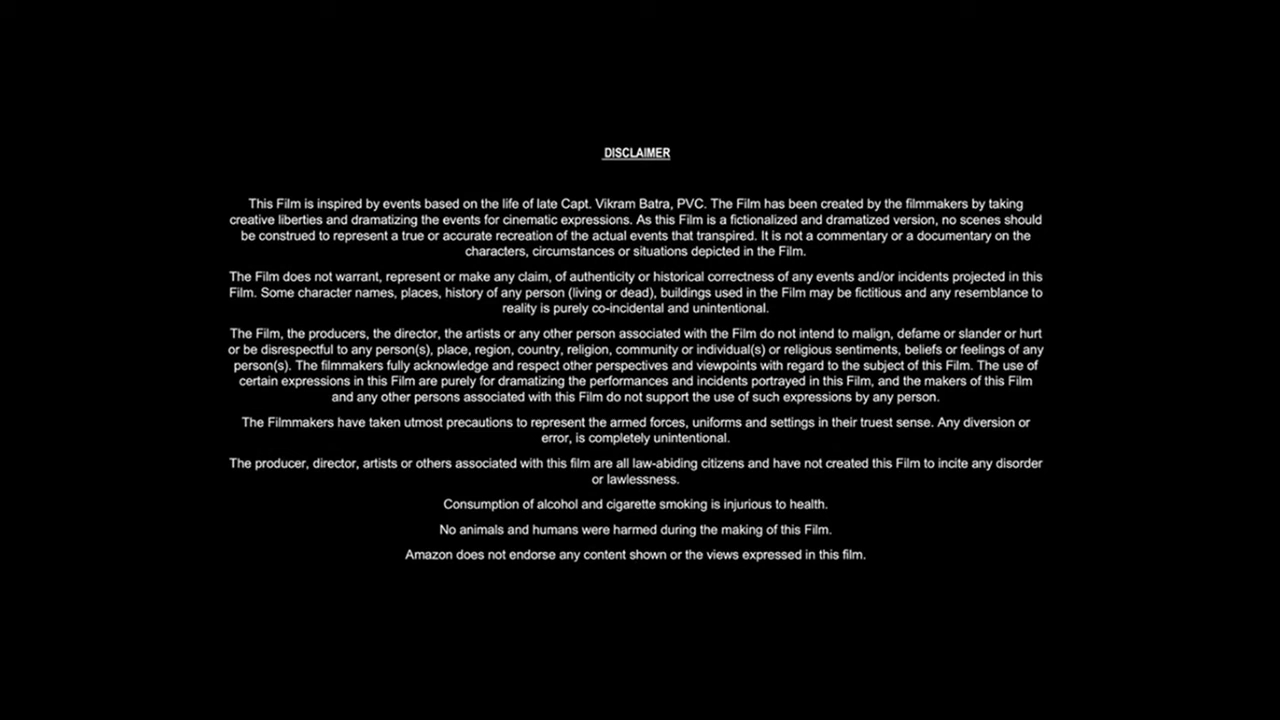 DISCLAIMER
This Film is inspired by events based on the life of late Capt. Vikram Batra, PVC. The Film has been created by the filmmakers by taking
creative liberties and dramatizing the events for cinematic expressions. As this Film is a fictionalized and dramatized version, no scenes should
be construed to represent a true or accurate recreation of the actual events that transpired. It is not a commentary or a documentary on the
characters, circumstances or situations depicted in the Film.
The Film does not warrant, represent or make any claim, of authenticity or historical correctness of any events and/or incidents projected in this
Film. Some character names, places, history of any person (living or dead), buildings used in the Film may be fictitious and any resemblance to
reality is purely co-incidental and unintentional.
The Film, the producers, the director, the artists or any other person associated with the Film do not intend to malign, defame or slander or hurt
or be disrespectful to any person(s), place, region, country, religion, community or individual(s) or religious sentiments, beliefs or feelings of any
person(s). The filmmakers fully acknowledge and respect other perspectives and viewpoints with regard to the subject of this Film. The use of
certain expressions in this Film are purely for dramatizing the performances and incidents portrayed in this Film, and the makers of this Film
and any other persons associated with this Film do not support the use of such expressions by any person.
The Filmmakers have taken utmost precautions to represent the armed forces, uniforms and settings in their truest sense. Any diversion or
error, is completely unintentional.
The producer, director, artists or others associated with this film are all law-abiding citizens and have not created this Film to incite any disorder
or lawlessness.
Consumption of alcohol and cigarette smoking is injurious to health.
No animals and humans were harmed during the making of this Film.
Amazon does not endorse any content shown or the views expressed in this film.